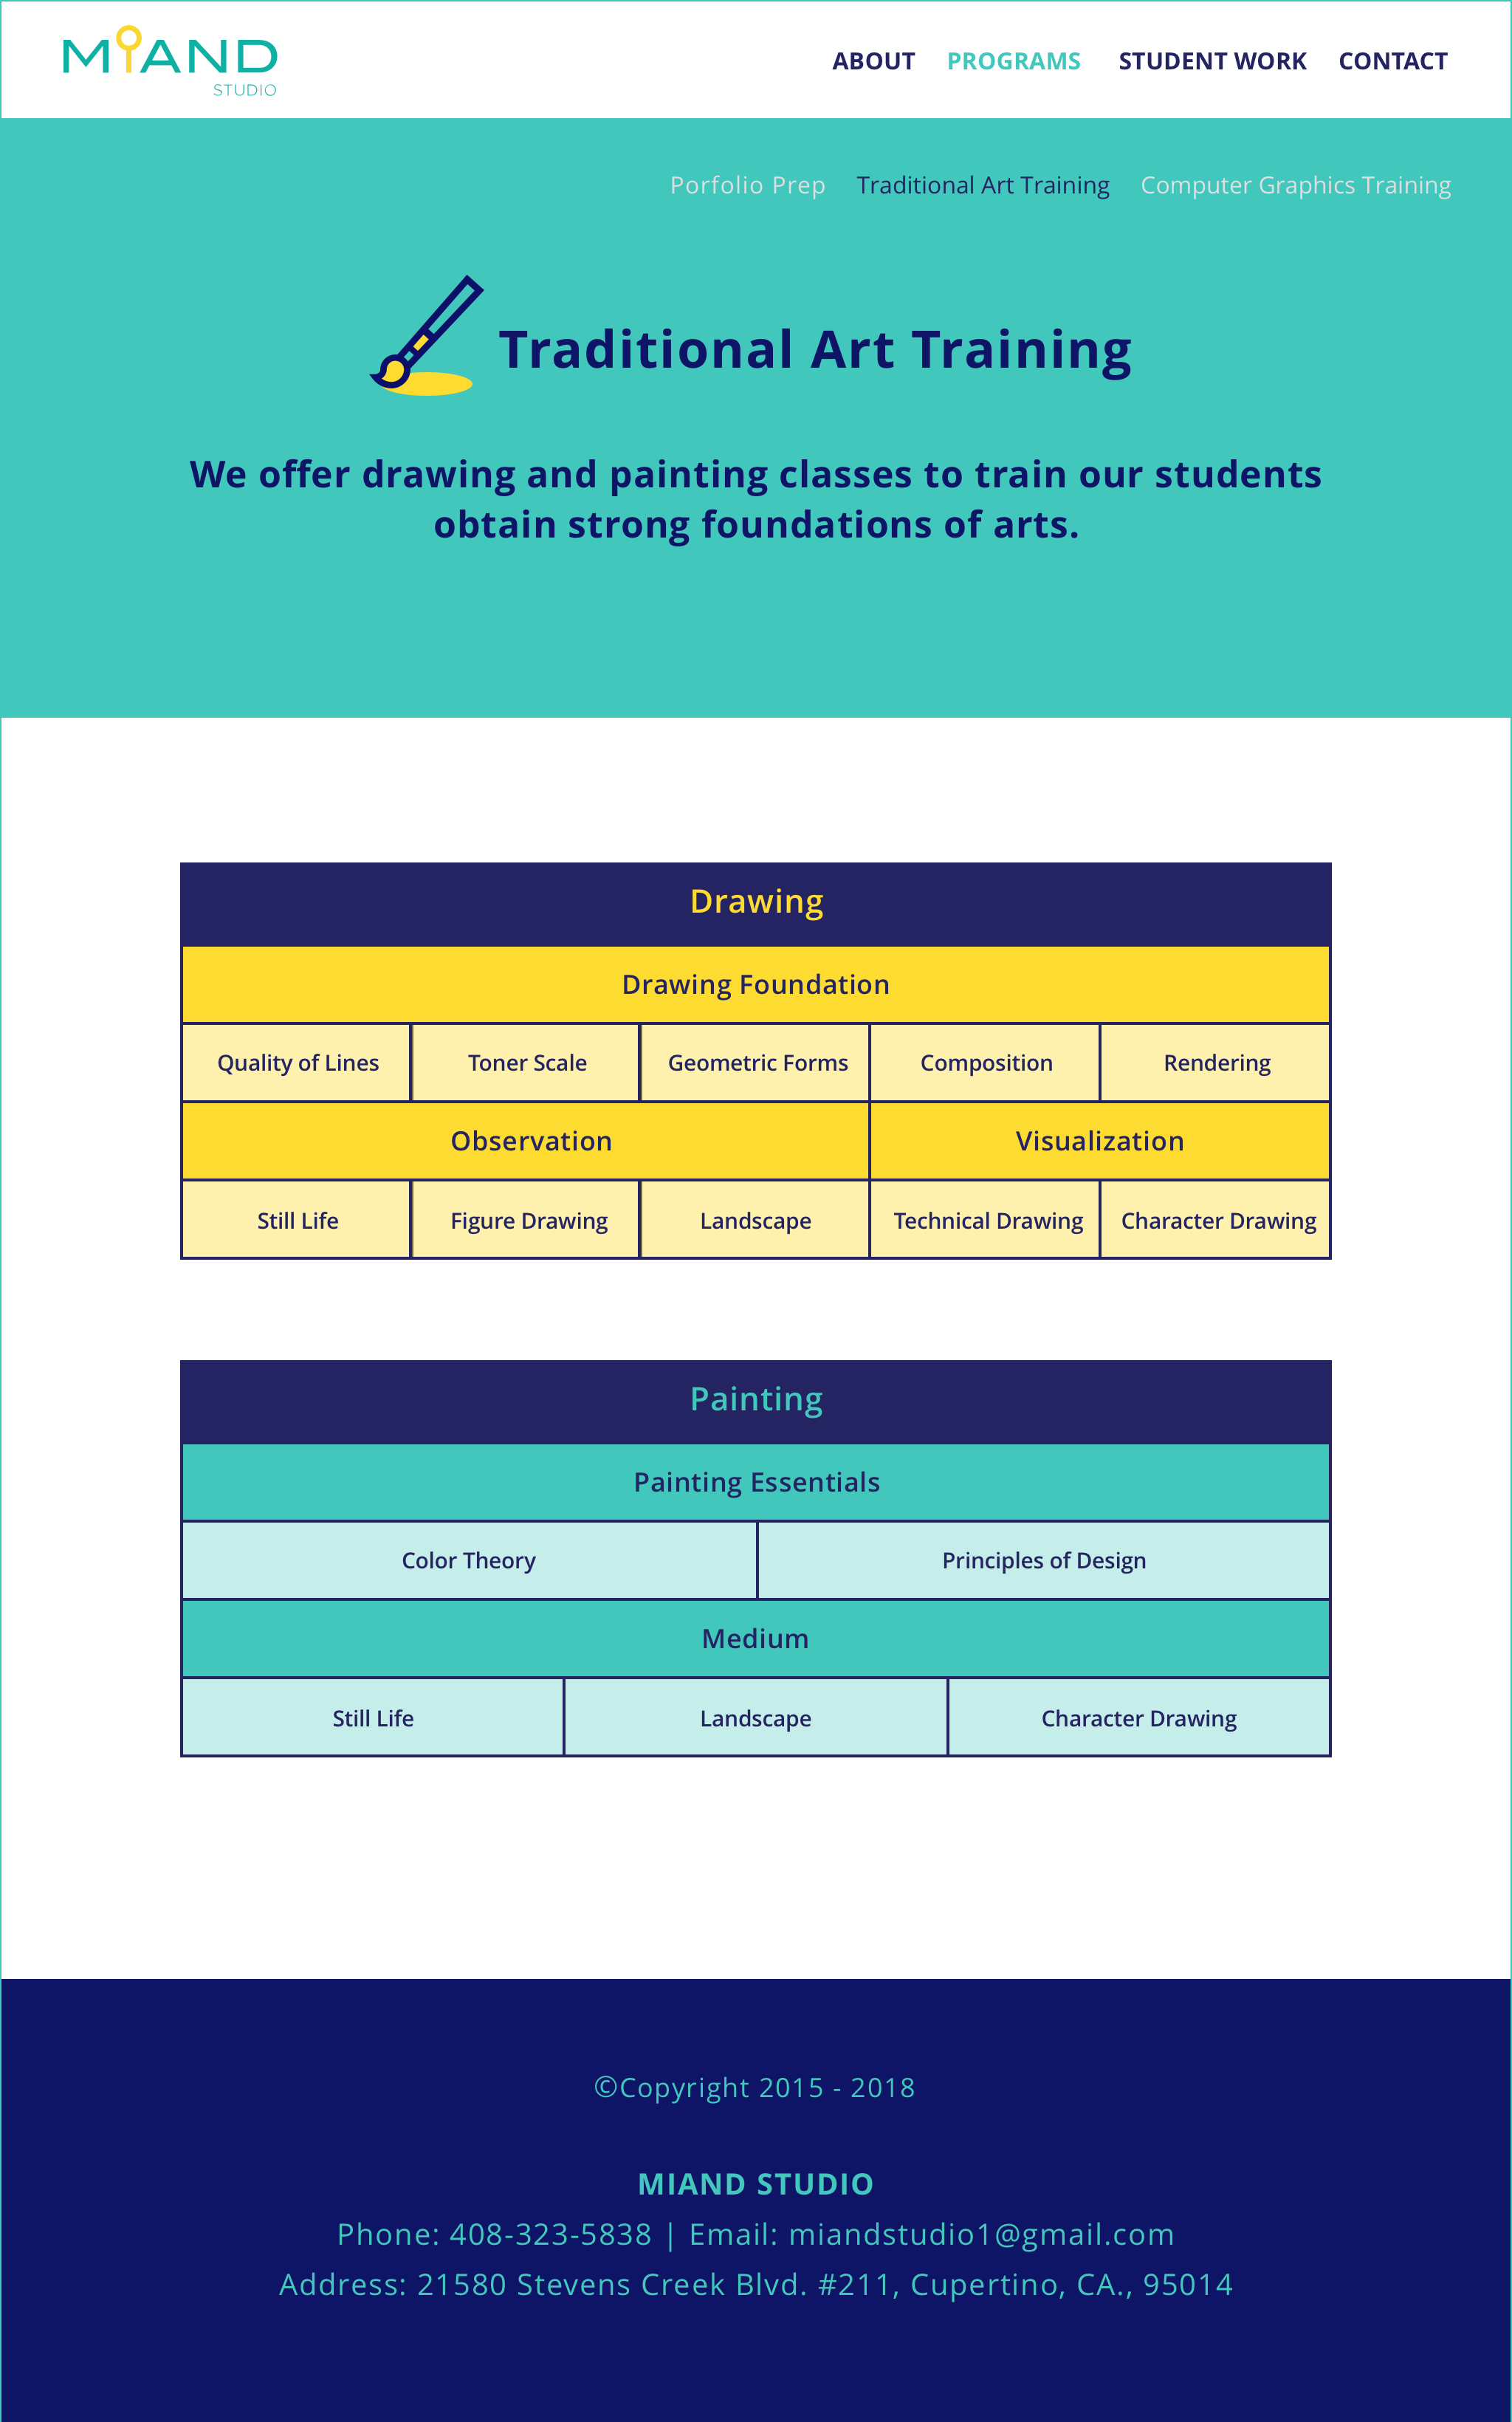 MIAND
STUDIO
ABOUT PROGRAMS STUDENT WORK CONTACT
Porfolio Prep Traditional Art Training Computer Graphics Training
Traditional Art Training
We offer drawing and painting classes to train our students
obtain strong foundations of arts.
Drawing
Drawing Foundation
Quality of Lines Toner Scale Geometric Forms Composition Rendering
Observation Visualization
Still Life Figure Drawing Landscape Technical Drawing Character Drawing
Painting
Painting Essentials
Color Theory Principles of Design
Medium
Still Life Landscape Character Drawing
©Copyright 2015 - 2018
MIAND STUDIO
Phone: 408-323-5838 | Email: miandstudio1@gmail.com
Address: 21580 Stevens Creek Blvd. #211, Cupertino, CA., 95014